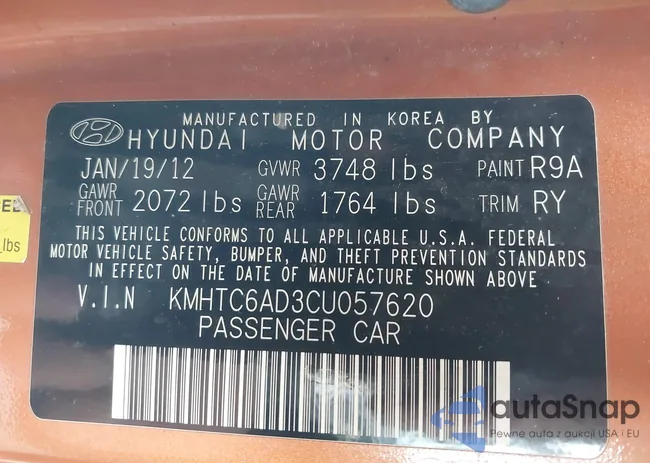 MANUFACTURED IN KOREA BY
HYUNDAI MOTOR COMPANY
JAN/19/12 GVWR 3748 lbs PAINT R9A
GAWR FRONT 2072 lbs GAWR REAR 1764 lbs TRIM RY
THIS VEHICLE CONFORMS TO ALL APPLICABLE U.S.A. FEDERAL
MOTOR VEHICLE SAFETY, BUMPER, AND THEFT PREVENTION STANDARDS
IN EFFECT ON THE DATE OF MANUFACTURE SHOWN ABOVE
V.I.N KMHTC6AD3CU057620
PASSENGER CAR
lbs
autaSnap
Pewne auta z aukcji USA i EU